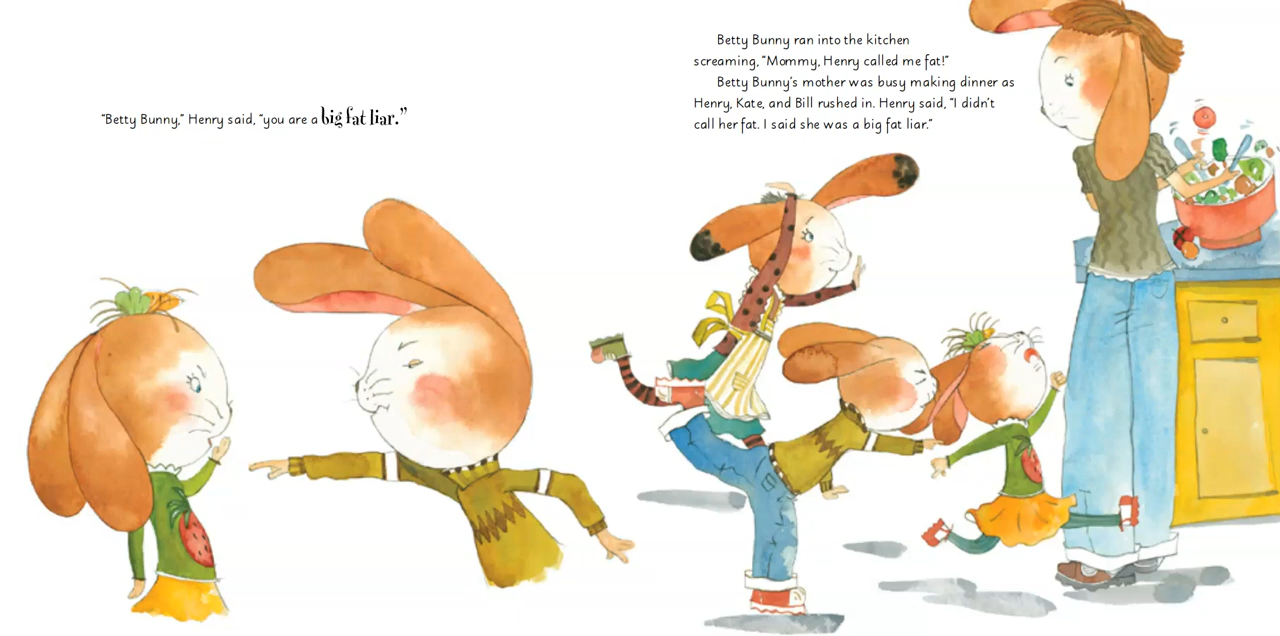 "Betty Bunny," Henry said, "you are a big fat liar."
Betty Bunny ran into the kitchen
screaming, "Mommy, Henry called me fat!"
Betty Bunny's mother was busy making dinner as
Henry, Kate, and Bill rushed in. Henry said, "I didn't
call her fat. I said she was a big fat liar."